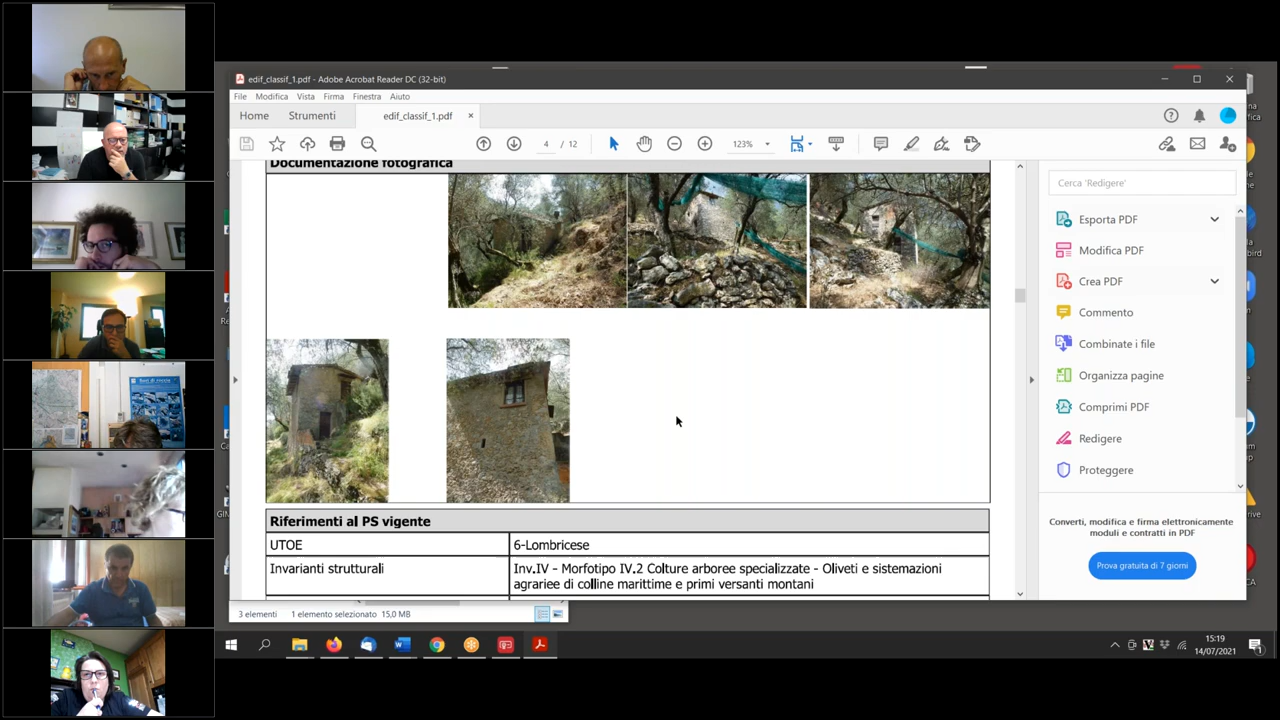 edif_classif_1.pdf - Adobe Acrobat Reader DC (32-bit)
File Modifica Vista Firma Finestra Aiuto
Home Strumenti edif_classif_1.pdf ×
4 / 12 123%
Documentazione fotografica
Cerca 'Redigere'
Esporta PDF
Modifica PDF
Crea PDF
Commento
Combinate i file
Organizza pagine
Comprimi PDF
Redigere
Proteggere
Converti, modifica e firma elettronicamente
moduli e contratti in PDF
Prova gratuita di 7 giorni
Riferimenti al PS vigente
UTOE 6-Lombricese
Invarianti strutturali Inv.IV - Morfotipo IV.2 Colture arboree specializzate - Oliveti e sistemazioni
agrariee di colline marittime e primi versanti montani
3 elementi 1 elemento selezionato 15,0 MB
15:19
14/07/2021